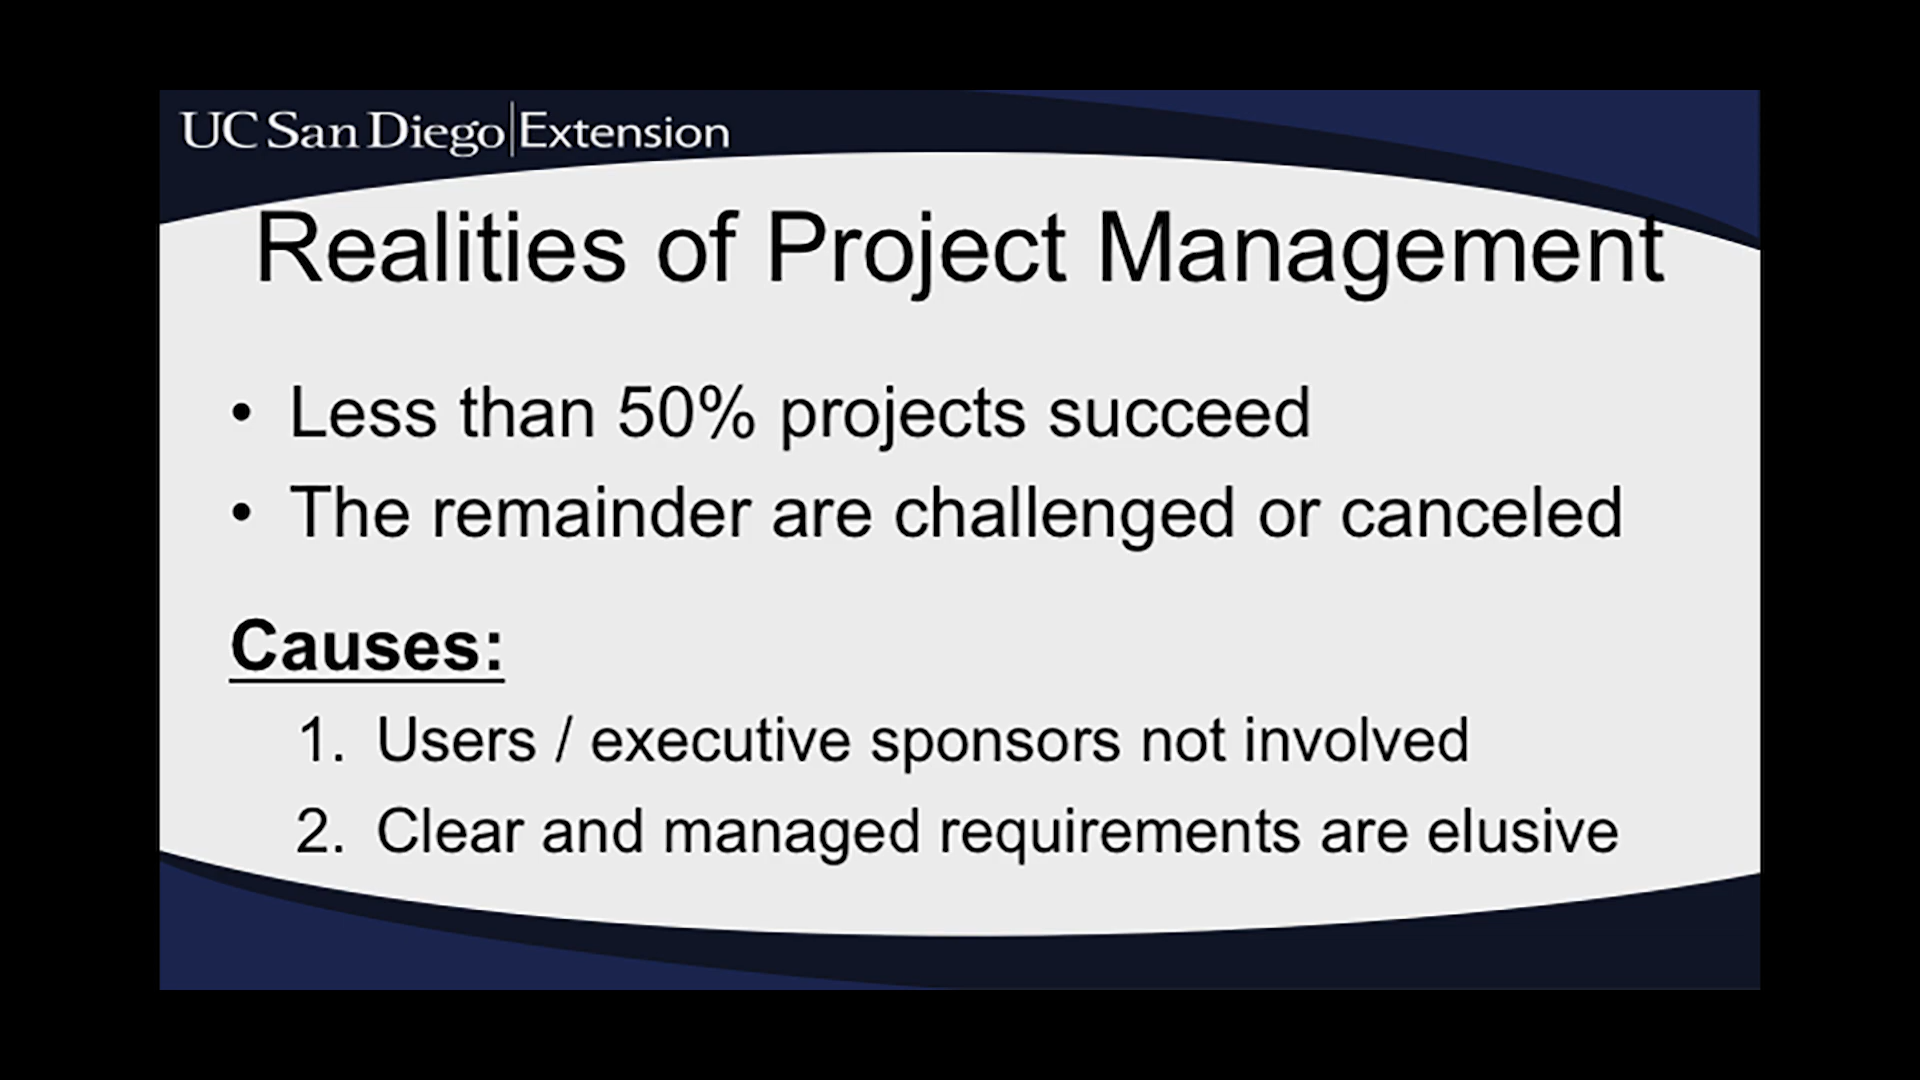 UC San Diego Extension
Realities of Project Management
• Less than 50% projects succeed
• The remainder are challenged or canceled
Causes:
1. Users / executive sponsors not involved
2. Clear and managed requirements are elusive